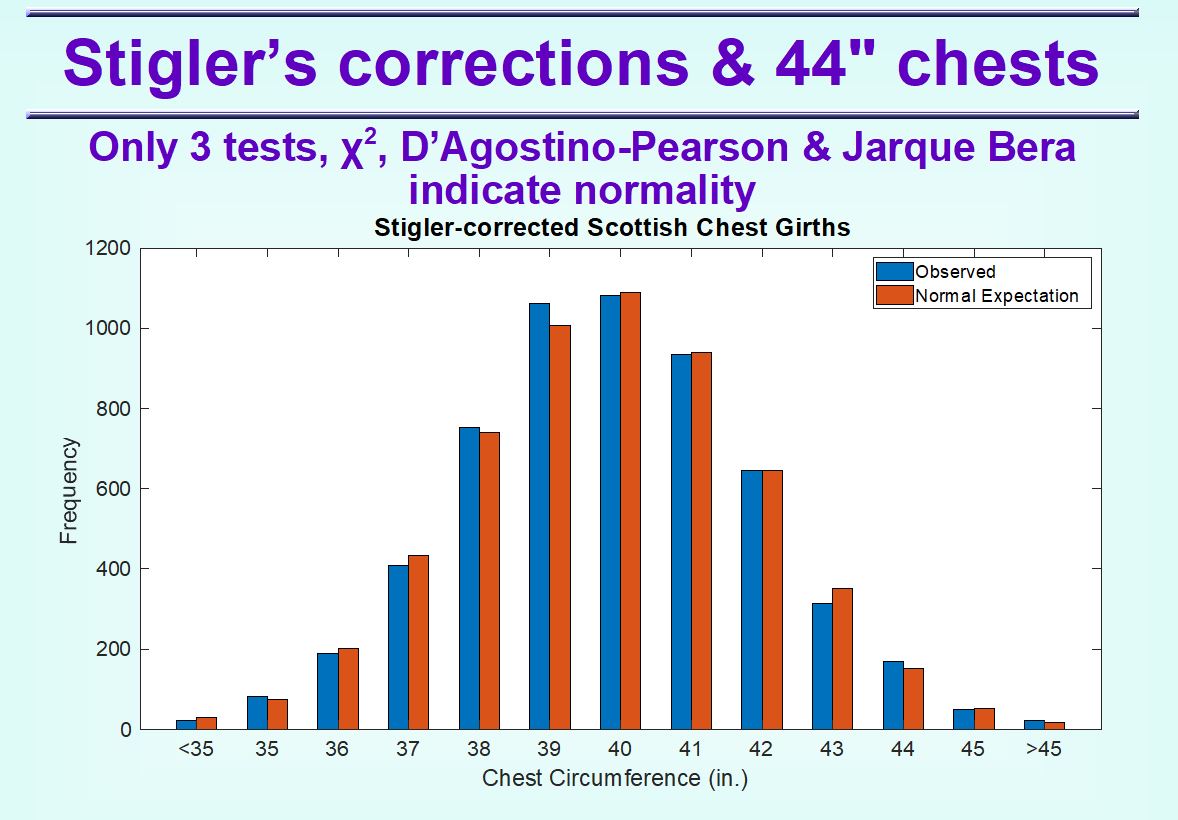 Stigler’s corrections & 44" chests
Only 3 tests, χ², D’Agostino-Pearson & Jarque Bera
indicate normality
Stigler-corrected Scottish Chest Girths
1200
1000
800
600
400
200
0
Frequency
Observed
Normal Expectation
<35 35 36 37 38 39 40 41 42 43 44 45 >45
Chest Circumference (in.)